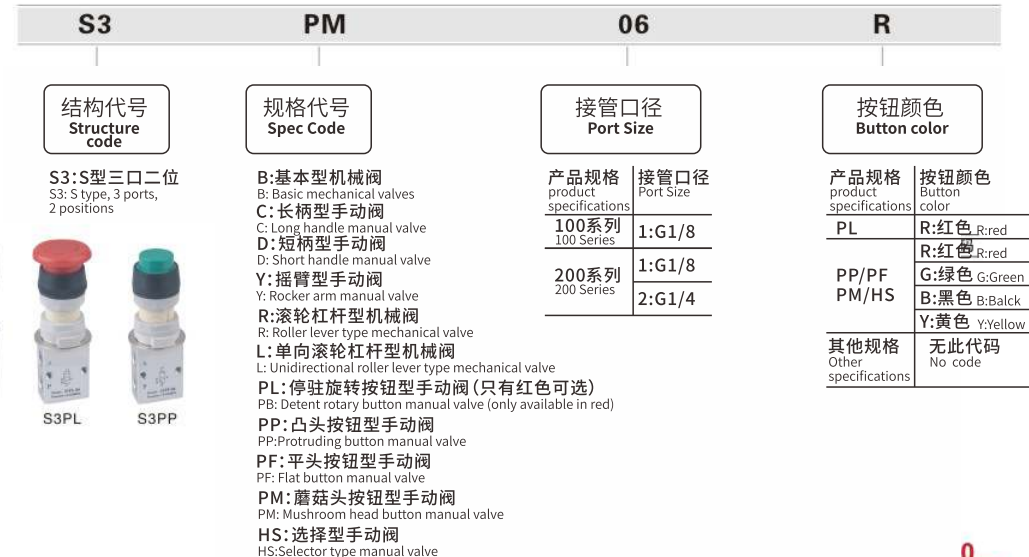 S3 PM 06 R
结构代号
Structure
code
S3:S型三口二位
S3: S type, 3 ports,
2 positions
S3PL S3PP
规格代号
Spec Code
B:基本型机械阀
B: Basic mechanical valves
C:长柄型手动阀
C: Long handle manual valve
D:短柄型手动阀
D: Short handle manual valve
Y:摇臂型手动阀
Y: Rocker arm manual valve
R:滚轮杠杆型机械阀
R: Roller lever type mechanical valve
L:单向滚轮杠杆型机械阀
L: Unidirectional roller lever type mechanical valve
PL:停驻旋转按钮型手动阀(只有红色可选)
PB: Detent rotary button manual valve (only available in red)
PP:凸头按钮型手动阀
PP:Protruding button manual valve
PF:平头按钮型手动阀
PF: Flat button manual valve
PM:蘑菇头按钮型手动阀
PM: Mushroom head button manual valve
HS:选择型手动阀
HS:Selector type manual valve
接管口径
Port Size
产品规格 接管口径
product Port Size
specifications
100系列 1:G1/8
100 Series
200系列 1:G1/8
200 Series 2:G1/4
按钮颜色
Button color
产品规格 按钮颜色
product Button
specifications color
PL R:红色 R:red
R:红色 R:red
PP/PF G:绿色 G:Green
PM/HS B:黑色 B:Balck
Y:黄色 Y:Yellow
其他规格 无此代码
Other No code
specifications
0